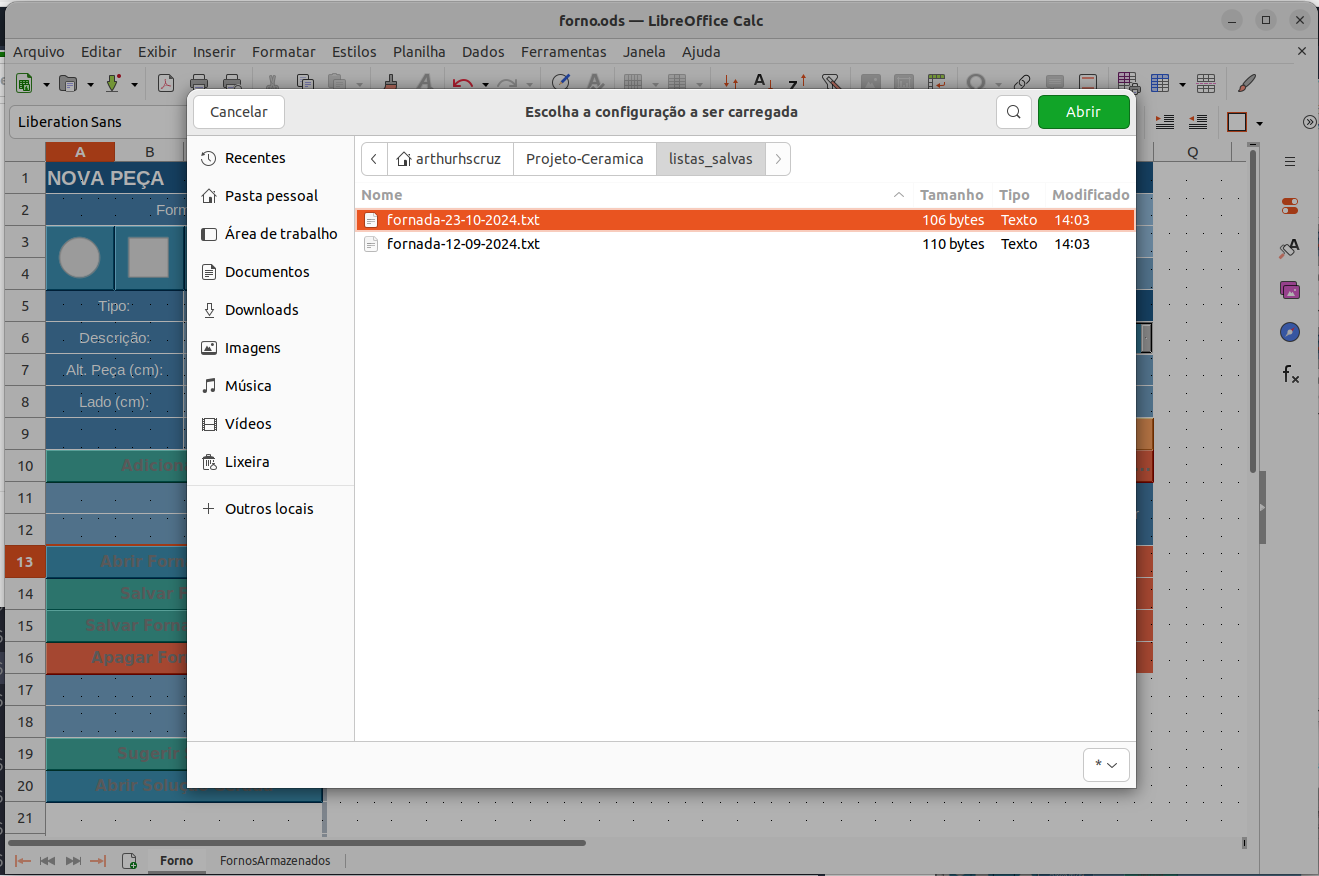 forno.ods — LibreOffice Calc
Arquivo Editar Exibir Inserir Formatar Estilos Planilha Dados Ferramentas Janela Ajuda
Cancelar
Escolha a configuração a ser carregada
Abrir
Liberation Sans
Recentes
Pasta pessoal
Área de trabalho
Documentos
Downloads
Imagens
Música
Vídeos
Lixeira
Outros locais
arthurhscruz Projeto-Ceramica listas_salvas
Nome Tamanho Tipo Modificado
fornada-23-10-2024.txt 106 bytes Texto 14:03
fornada-12-09-2024.txt 110 bytes Texto 14:03
*
A B Q
1 NOVA PEÇA
2 Form
3
4
5 Tipo:
6 Descrição:
7 Alt. Peça (cm):
8 Lado (cm):
9
10 Adicion
11
12
13 Abrir Forn
14 Salvar F
15 Salvar Forna
16 Apagar For
17
18
19 Sugerir
20
21
Forno FornosArmazenados